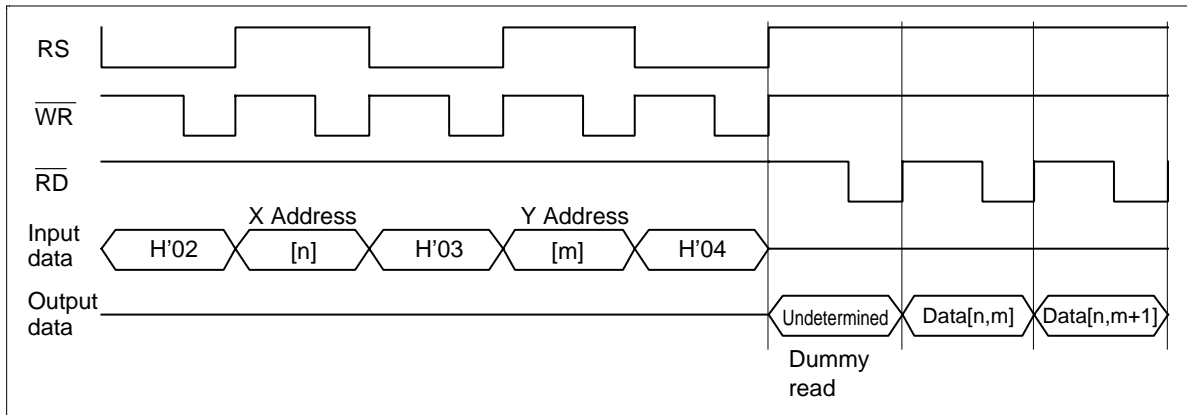 RS
WR
RD
X Address
Y Address
Input
data
H’02
[n]
H’03
[m]
H’04
Output
data
Undetermined
Data[n,m]
Data[n,m+1]
Dummy
read